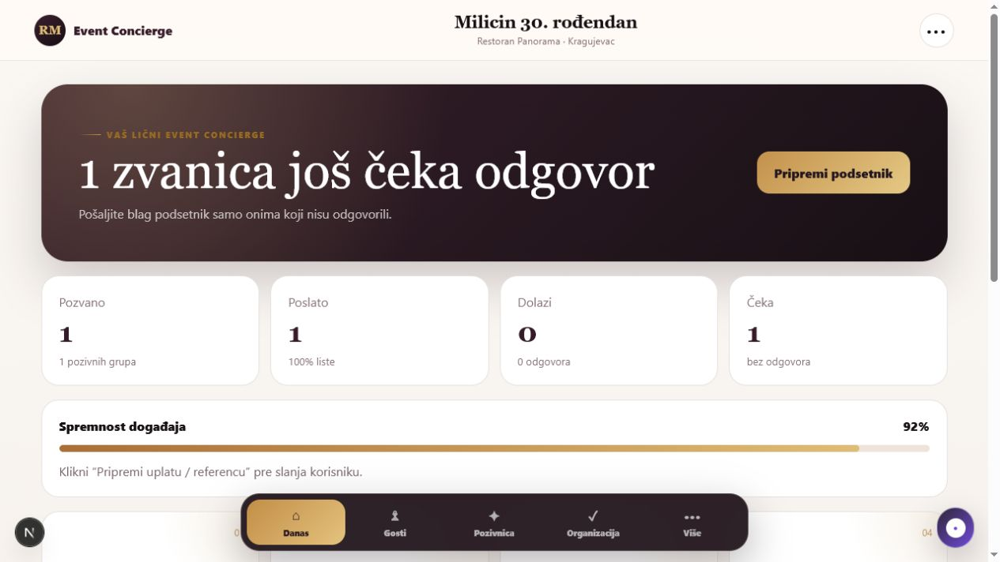 RM Event Concierge
Milicin 30. rođendan
Restoran Panorama · Kragujevac
VAŠ LIČNI EVENT CONCIERGE
1 zvanica još čeka odgovor
Pošaljite blag podsetnik samo onima koji nisu odgovorili.
Pripremi podsetnik
Pozvano
1
1 pozivnih grupa
Poslato
1
100% liste
Dolazi
0
0 odgovora
Čeka
1
bez odgovora
Spremnost događaja
92%
Klikni “Pripremi uplatu / referencu” pre slanja korisniku.
04
Danas
Gosti
Pozivnica
Organizacija
Više
N